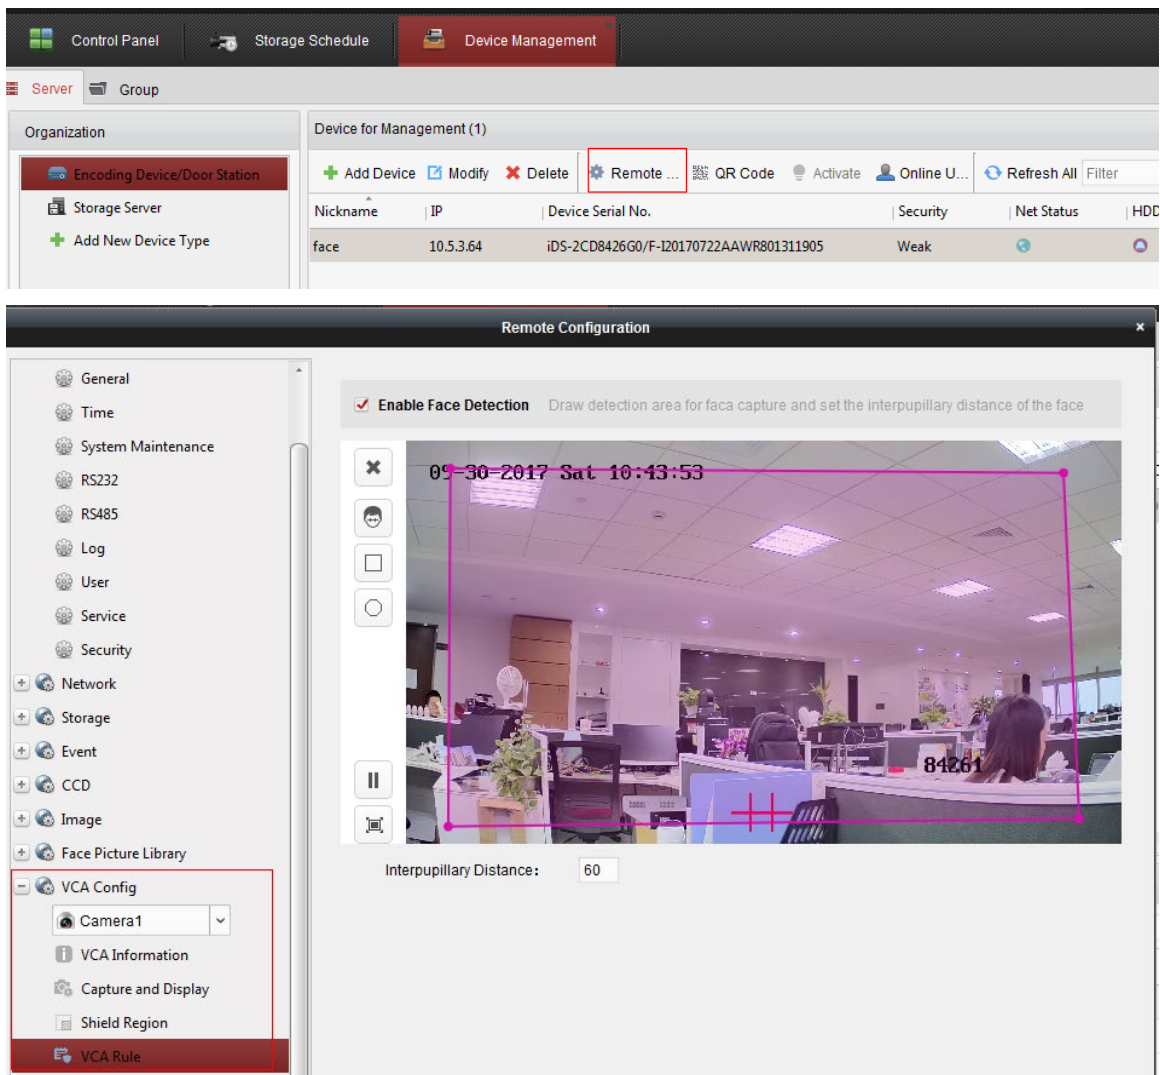 Control Panel Storage Schedule Device Management
Server Group
Organization
Encoding Device/Door Station
Storage Server
Add New Device Type
Device for Management (1)
Add Device Modify Delete Remote ... QR Code Activate Online U... Refresh All Filter
Nickname IP Device Serial No. Security Net Status HDD
face 10.5.3.64 iDS-2CD8426G0/F-I20170722AAWR801311905 Weak
Remote Configuration
General
Time
System Maintenance
RS232
RS485
Log
User
Service
Security
Network
Storage
Event
CCD
Image
Face Picture Library
VCA Config
Camera1
VCA Information
Capture and Display
Shield Region
VCA Rule
Enable Face Detection Draw detection area for faca capture and set the interpupillary distance of the face
09-30-2017 Sat 10:43:53
84261
Interpupillary Distance: 60